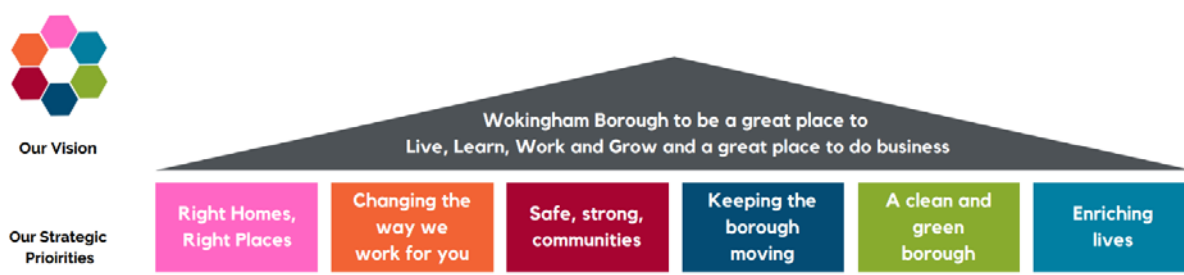 Our Vision
Wokingham Borough to be a great place to
Live, Learn, Work and Grow and a great place to do business
Our Strategic
Prioirities
Right Homes,
Right Places
Changing the
way we
work for you
Safe, strong,
communities
Keeping the
borough
moving
A clean and
green
borough
Enriching
lives